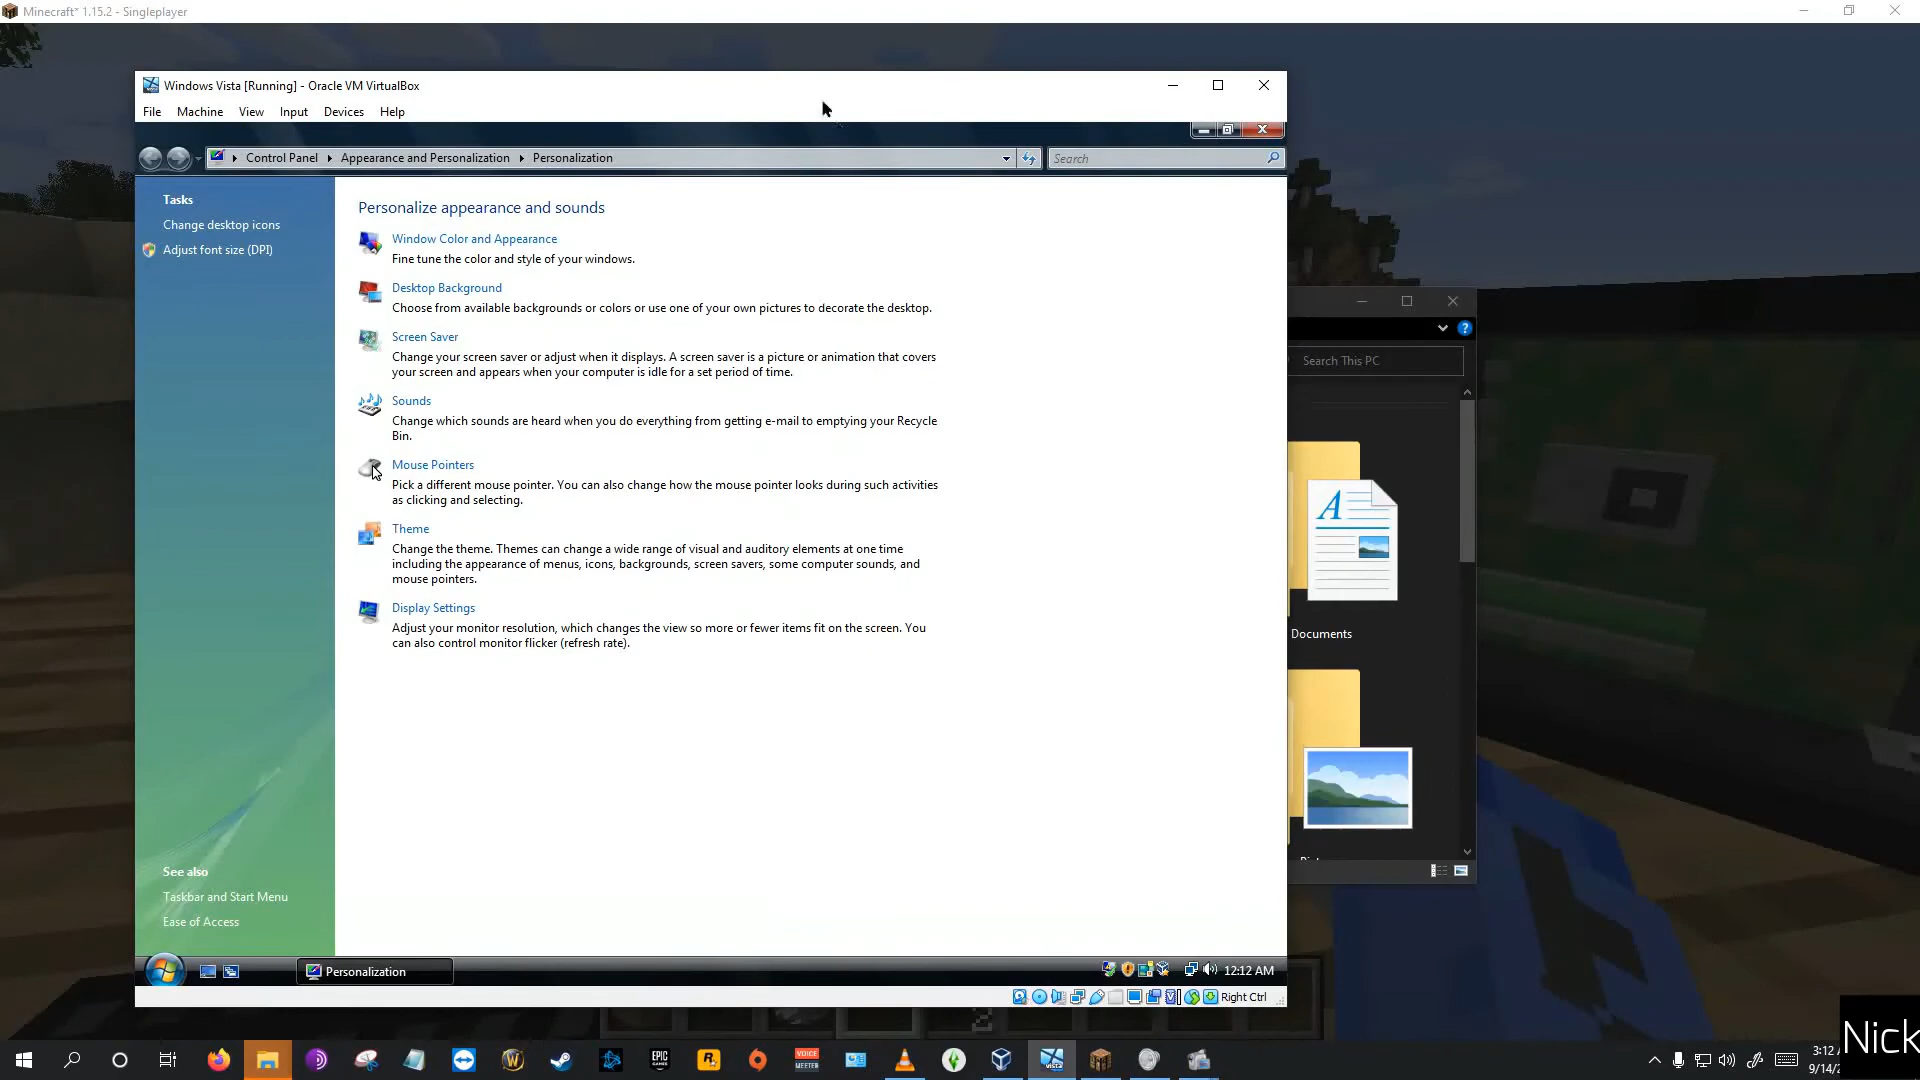 Minecraft* 1.15.2 - Singleplayer
Windows Vista [Running] - Oracle VM VirtualBox
File Machine View Input Devices Help
Control Panel Appearance and Personalization Personalization
Search
Tasks
Change desktop icons
Adjust font size (DPI)
Personalize appearance and sounds
Window Color and Appearance
Fine tune the color and style of your windows.
Desktop Background
Choose from available backgrounds or colors or use one of your own pictures to decorate the desktop.
Screen Saver
Change your screen saver or adjust when it displays. A screen saver is a picture or animation that covers
your screen and appears when your computer is idle for a set period of time.
Sounds
Change which sounds are heard when you do everything from getting e-mail to emptying your Recycle
Bin.
Mouse Pointers
Pick a different mouse pointer. You can also change how the mouse pointer looks during such activities
as clicking and selecting.
Theme
Change the theme. Themes can change a wide range of visual and auditory elements at one time
including the appearance of menus, icons, backgrounds, screen savers, some computer sounds, and
mouse pointers.
Display Settings
Adjust your monitor resolution, which changes the view so more or fewer items fit on the screen. You
can also control monitor flicker (refresh rate).
See also
Taskbar and Start Menu
Ease of Access
Search This PC
Documents
Personalization
12:12 AM
Right Ctrl
EPIC
GAMES
VOICE
MEETER
VISTA
3:12
9/14/2
Nick